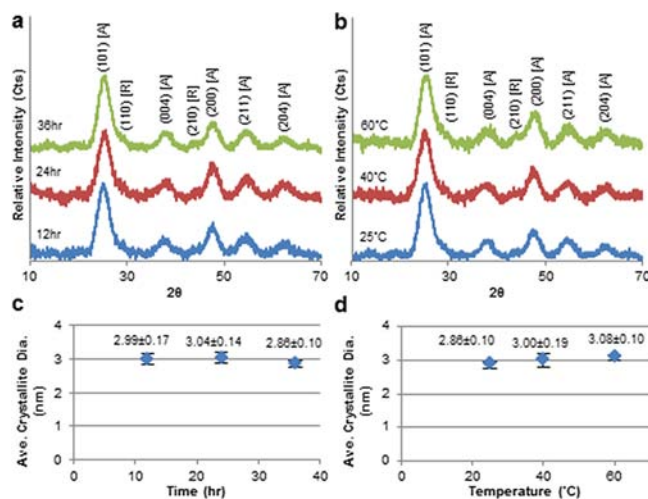 a
Relative Intensity (Cts)
(101) [A]
(110) [R]
(004) [A]
(210) [R]
(200) [A]
(211) [A]
(204) [A]
36hr
24hr
12hr
10 30 50 70
2θ
b
Relative Intensity (Cts)
(101) [A]
(110) [R]
(004) [A]
(210) [R]
(200) [A]
(211) [A]
(204) [A]
60°C
40°C
25°C
10 30 50 70
2θ
c
Ave. Crystallite Dia.
(nm)
4
3
2
1
0
2.99±0.17 3.04±0.14 2.86±0.10
0 10 20 30 40
Time (hr)
d
Ave. Crystallite Dia.
(nm)
4
3
2
1
0
2.86±0.10 3.00±0.19 3.08±0.10
0 20 40 60
Temperature (°C)